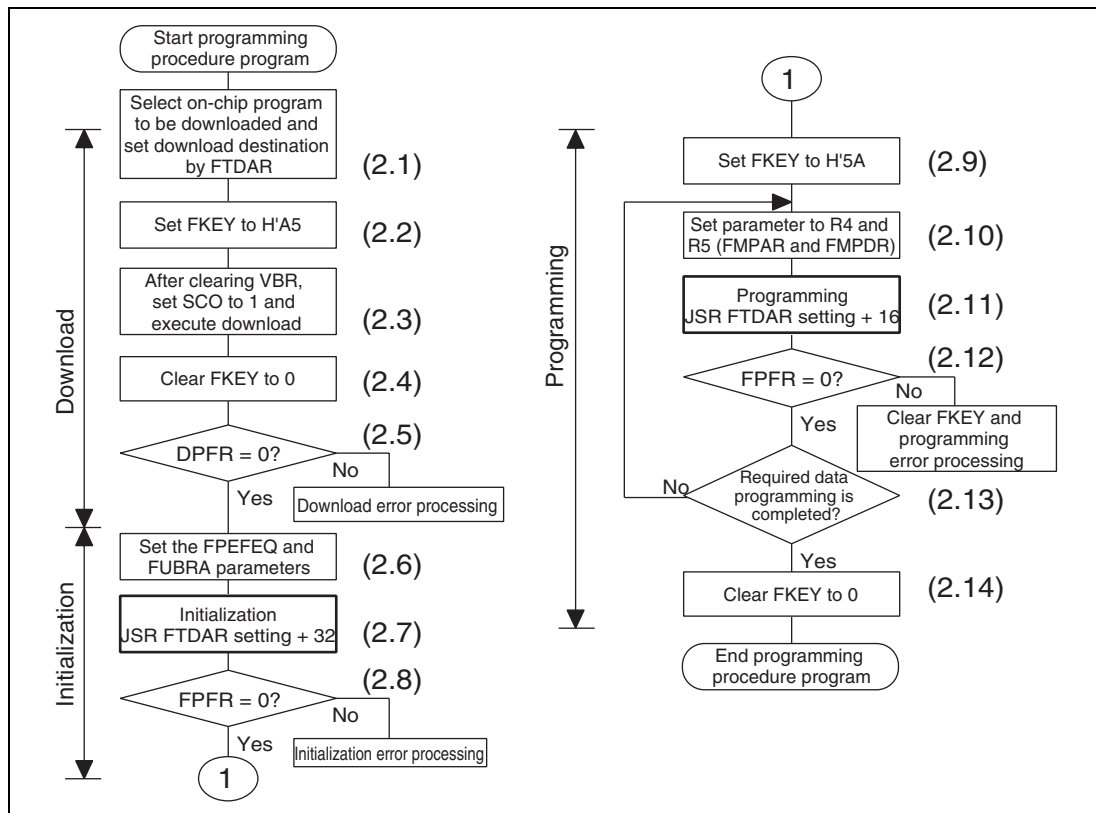 Start programming
procedure program
Select on-chip program
to be downloaded and
set download destination
by FTDAR
(2.1)
Set FKEY to H'A5
(2.2)
After clearing VBR,
set SCO to 1 and
execute download
(2.3)
Clear FKEY to 0
(2.4)
(2.5)
DPFR = 0?
No
Yes
Download error processing
Download
Set the FPEFEQ and
FUBRA parameters
(2.6)
Initialization
JSR FTDAR setting + 32
(2.7)
(2.8)
FPFR = 0?
No
Yes
Initialization error processing
1
Initialization
1
Set FKEY to H'5A
(2.9)
Set parameter to R4 and
R5 (FMPAR and FMPDR)
(2.10)
Programming
JSR FTDAR setting + 16
(2.11)
(2.12)
FPFR = 0?
No
Yes
Clear FKEY and
programming
error processing
No
Required data
programming is
completed?
(2.13)
Yes
Clear FKEY to 0
(2.14)
End programming
procedure program
Programming